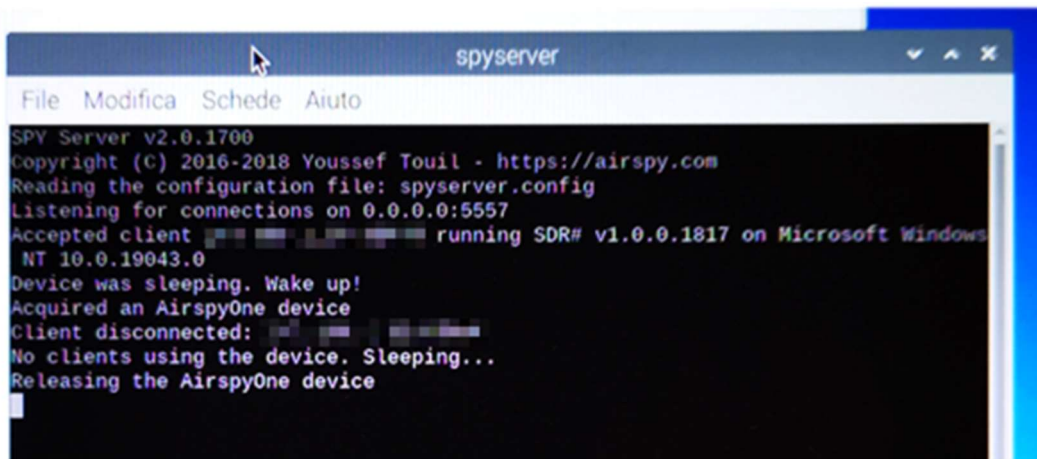 spyserver
File Modifica Schede Aiuto
SPY Server v2.0.1700
Copyright (C) 2016-2018 Youssef Touil - https://airspy.com
Reading the configuration file: spyserver.config
Listening for connections on 0.0.0.0:5557
Accepted client running SDR# v1.0.0.1817 on Microsoft Windows
NT 10.0.19043.0
Device was sleeping. Wake up!
Acquired an AirspyOne device
Client disconnected:
No clients using the device. Sleeping...
Releasing the AirspyOne device